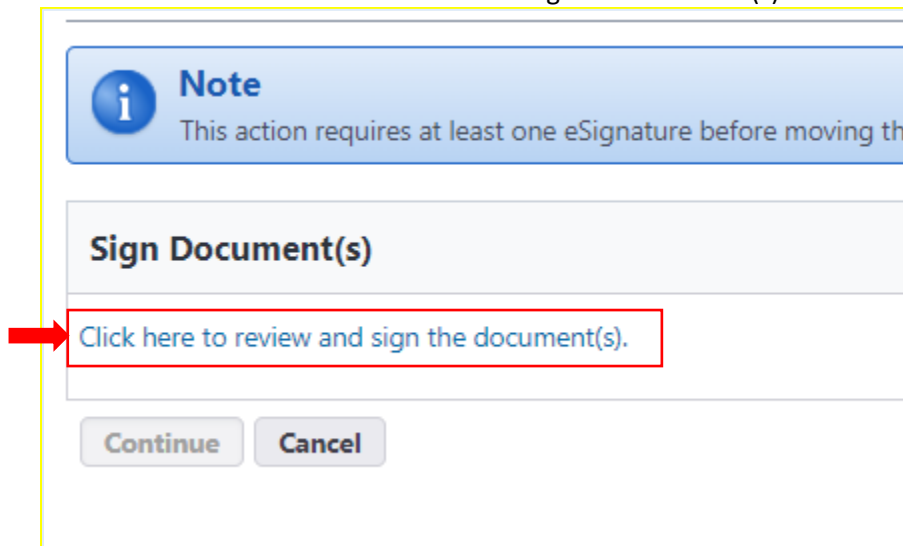 Note
This action requires at least one eSignature before moving
Sign Document(s)
Click here to review and sign the document(s).
Continue
Cancel